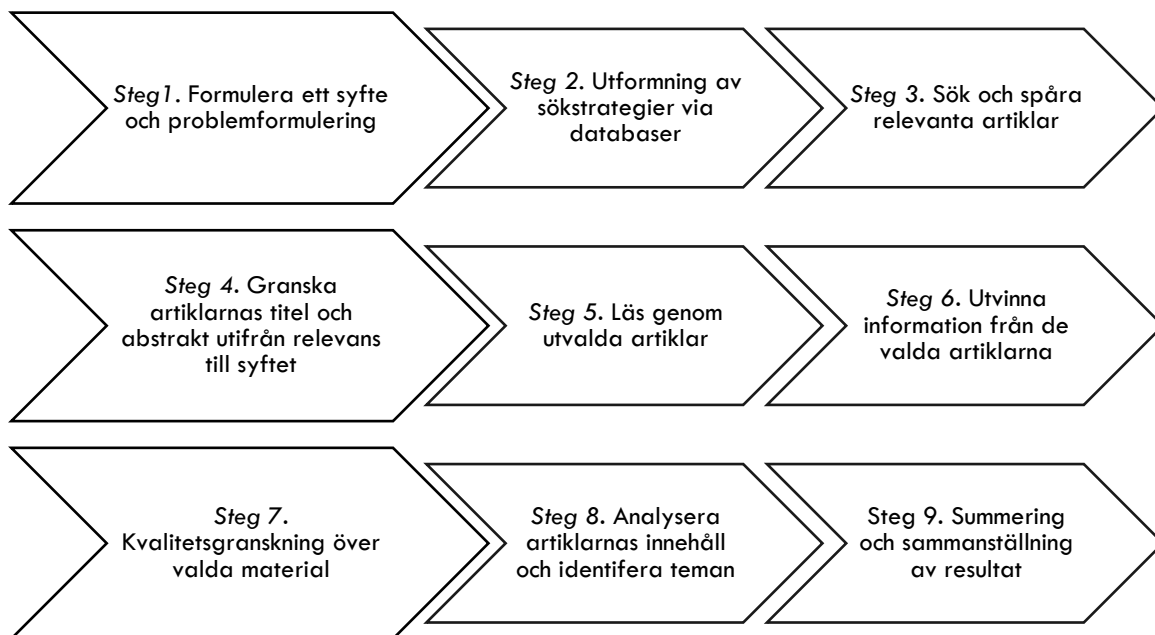 Steg1. Formulera ett syfte
och problemformulering
Steg 2. Utformning av
sökstrategier via
databaser
Steg 3. Sök och spåra
relevanta artiklar
Steg 4. Granska
artiklarnas titel och
abstrakt utifrån relevans
till syftet
Steg 5. Läs genom
utvalda artiklar
Steg 6. Utvinna
information från de
valda artiklarna
Steg 7.
Kvalitetsgranskning över
valda material
Steg 8. Analysera
artiklarnas innehåll
och identifera teman
Steg 9. Summering
och sammanställning
av resultat